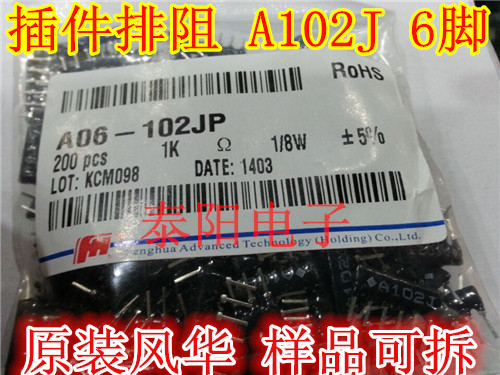 插件排阻 A102J 6脚
RoHS
A06-102JP
200 pcs 1K Ω 1/8W ±5%
LOT: KCM098 DATE: 1403
泰阳电子
FH
enghua Advanced Technology (Holding) Co., Ltd.
A102J
原装风华 样品可拆